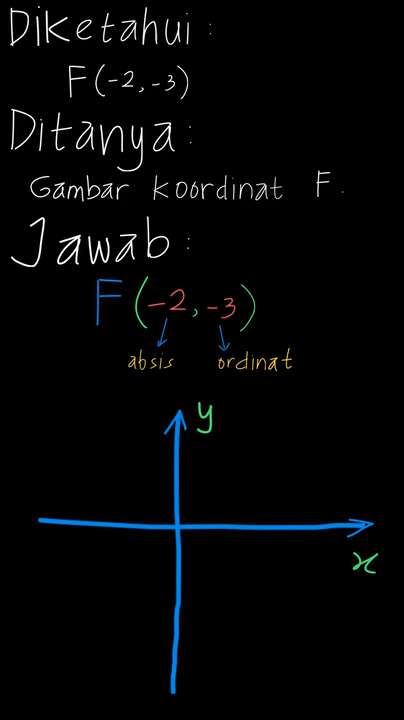 Diketahui :
F(-2,-3)
Ditanya :
Gambar koordinat F.
Jawab :
F(-2,-3)
absis ordinat
y
x